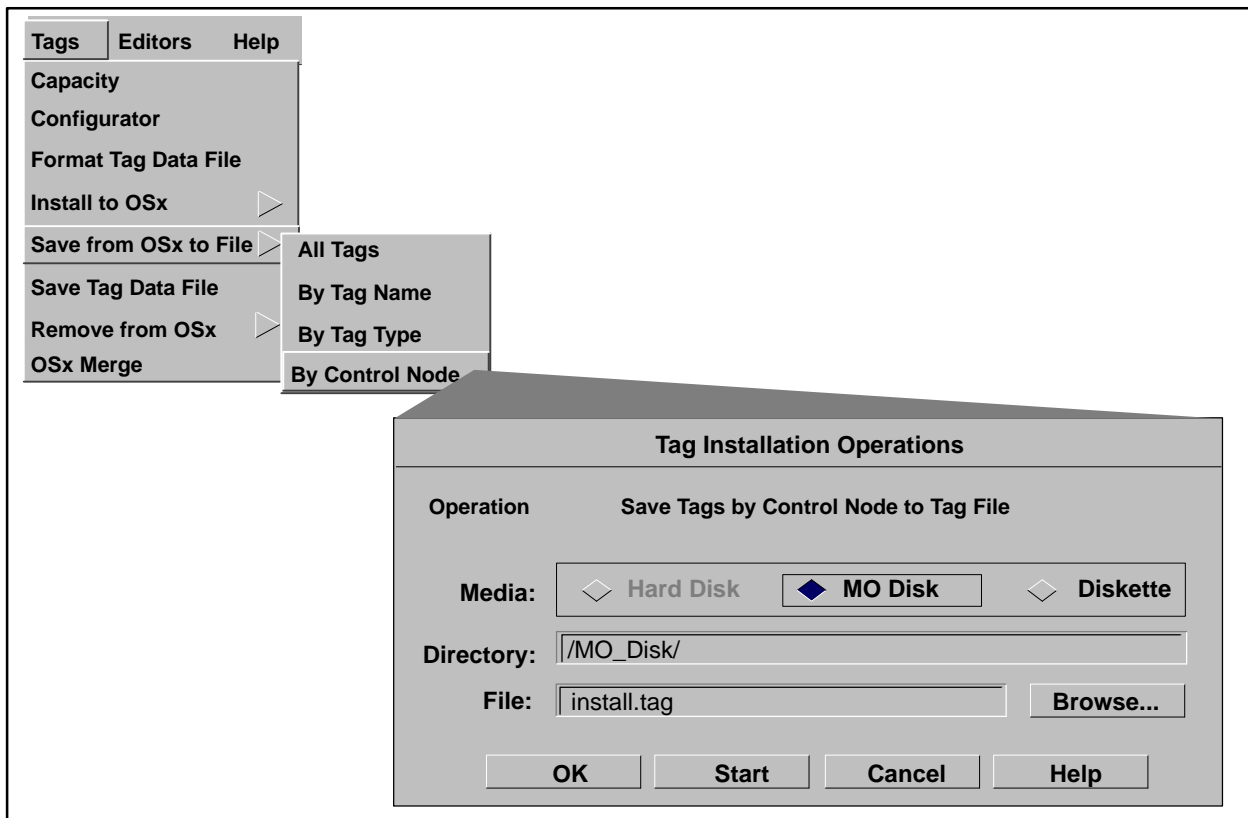 Tags Editors Help
Capacity
Configurator
Format Tag Data File
Install to OSx
Save from OSx to File
Save Tag Data File
Remove from OSx
OSx Merge
All Tags
By Tag Name
By Tag Type
By Control Node
Tag Installation Operations
Operation Save Tags by Control Node to Tag File
Media: Hard Disk MO Disk Diskette
Directory: /MO_Disk/
File: install.tag Browse...
OK Start Cancel Help